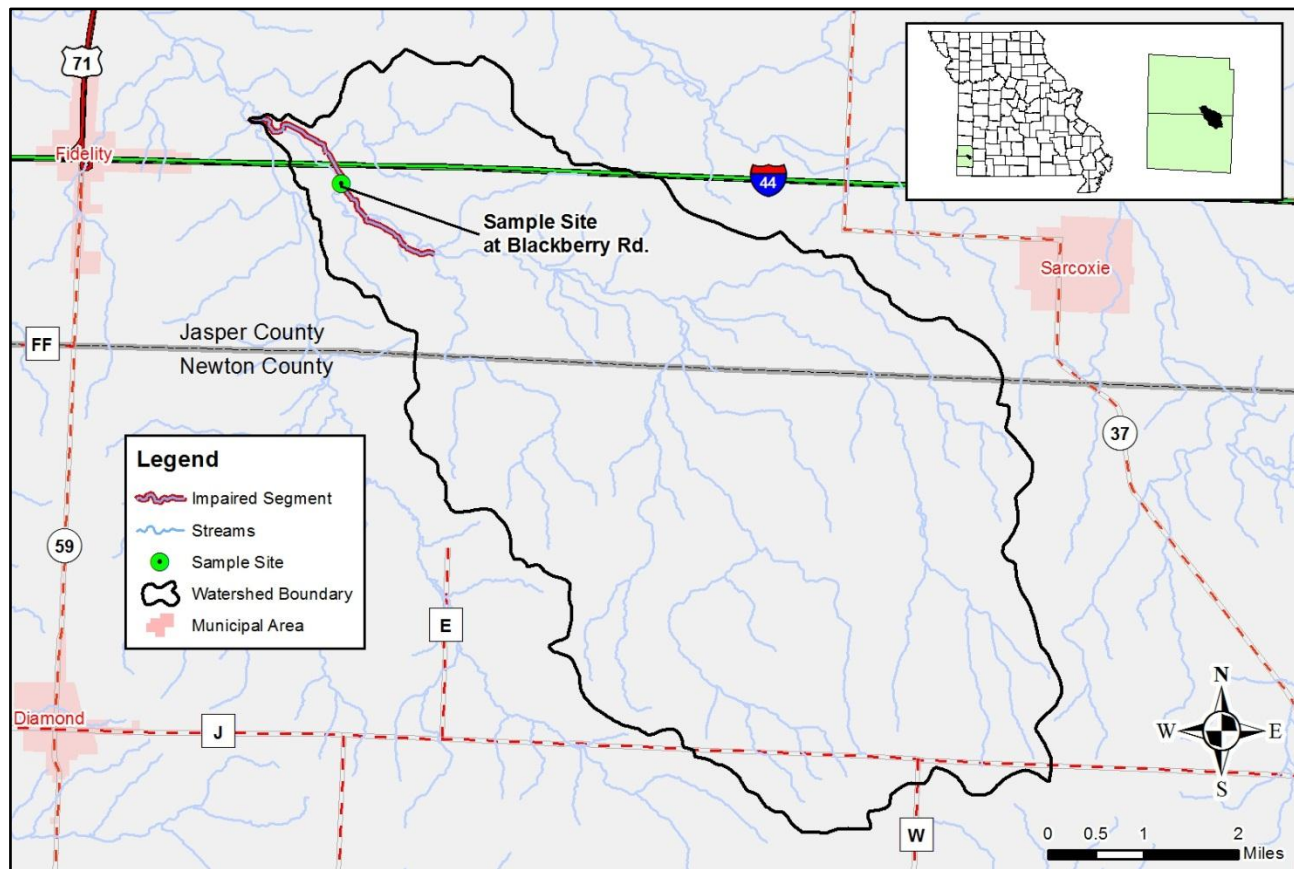 71
Fidelity
44
Sample Site
at Blackberry Rd.
Sarcoxie
Jasper County
FF
Newton County
37
Legend
Impaired Segment
Streams
Sample Site
Watershed Boundary
Municipal Area
59
E
Diamond
J
W
N
W
E
S
0 0.5 1 2
Miles